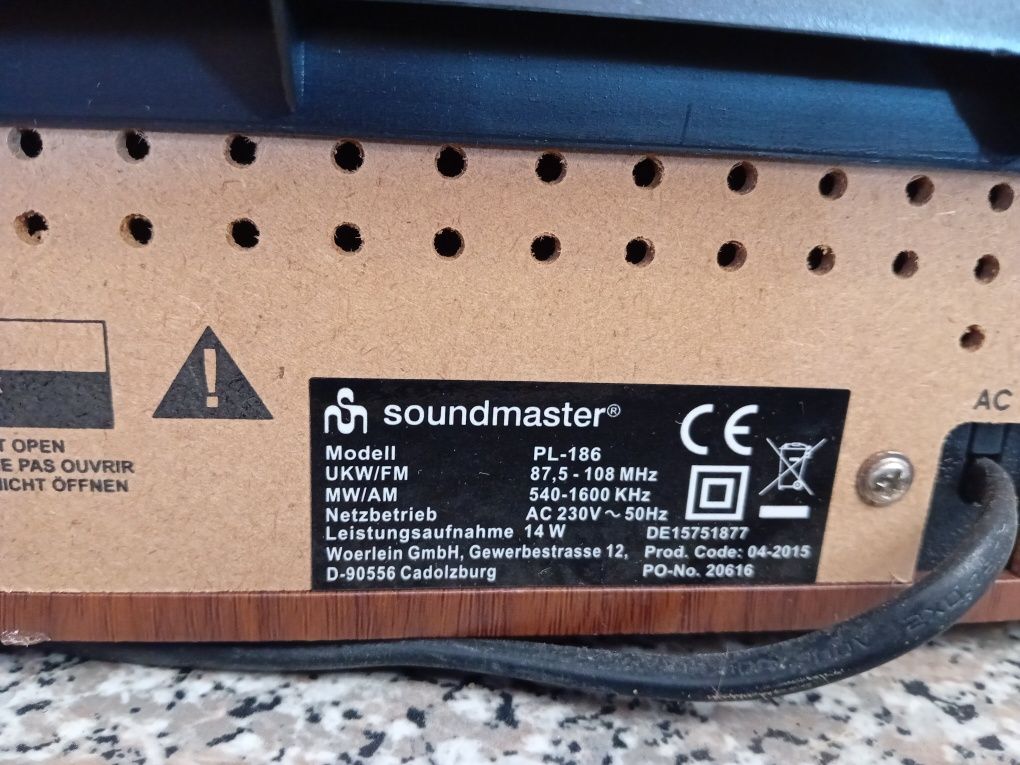 T OPEN
E PAS OUVRIR
NICHT ÖFFNEN
AC
soundmaster®
CE
Modell PL-186
UKW/FM 87,5 - 108 MHz
MW/AM 540-1600 KHz
Netzbetrieb AC 230V ~ 50Hz
Leistungsaufnahme 14 W DE15751877
Woerlein GmbH, Gewerbestrasse 12, Prod. Code: 04-2015
D-90556 Cadolzburg PO-No. 20616